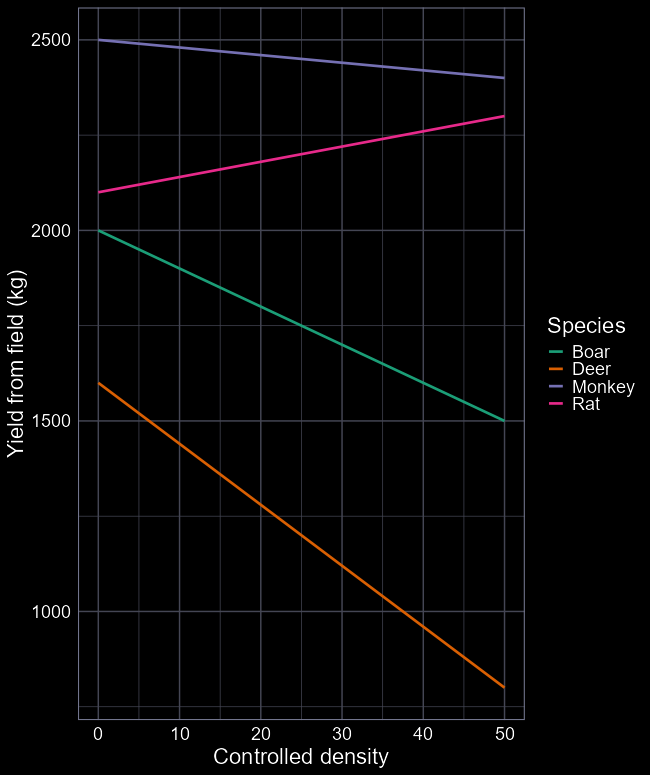 2500
2000
1500
1000
Yield from field (kg)
0 10 20 30 40 50
Controlled density
Species
Boar
Deer
Monkey
Rat